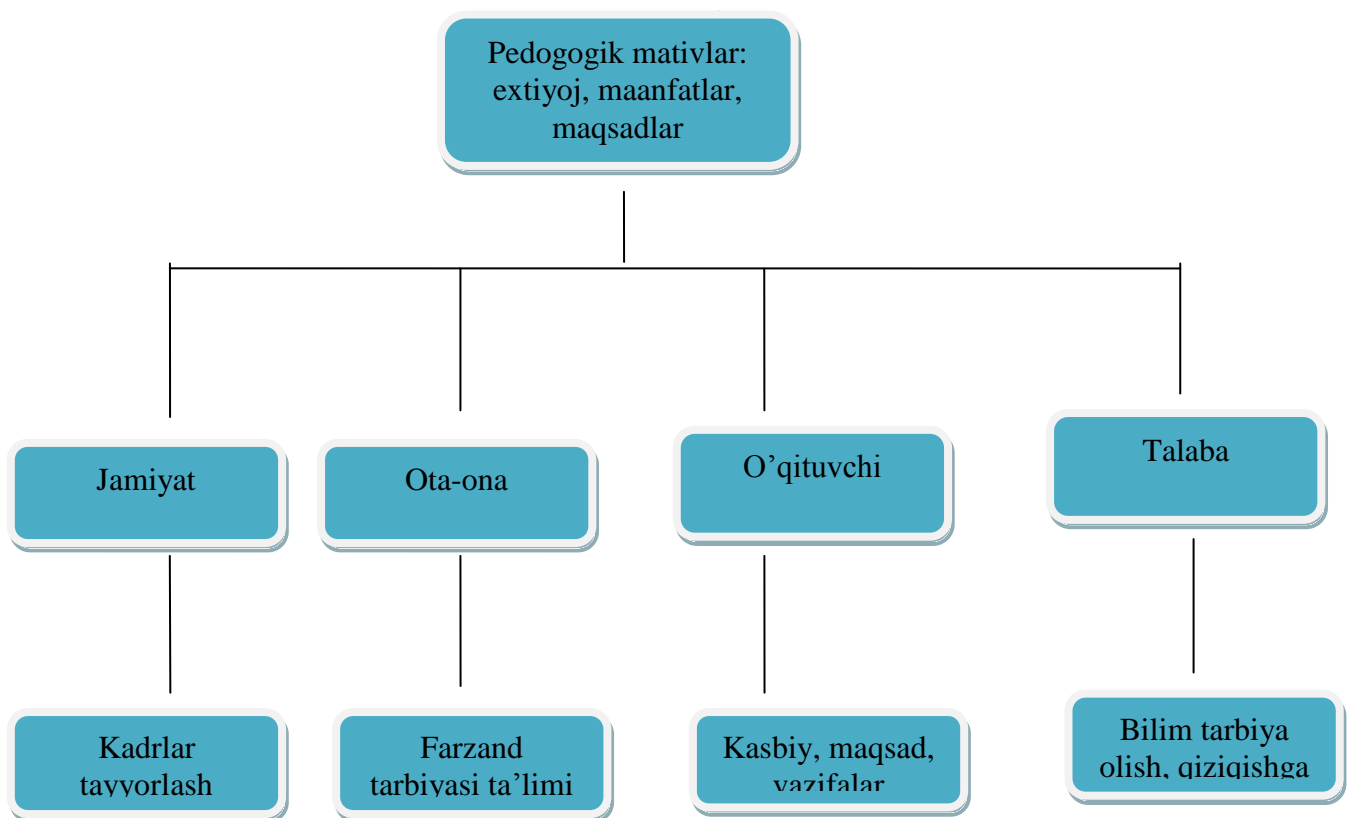 Pedogogik mativlar:
extiyoj, maanfatlar,
maqsadlar
Jamiyat
Ota-ona
O’qituvchi
Talaba
Kadrlar
tayyorlash
Farzand
tarbiyasi ta’limi
Kasbiy, maqsad,
vazifalar
Bilim tarbiya
olish, qiziqishga